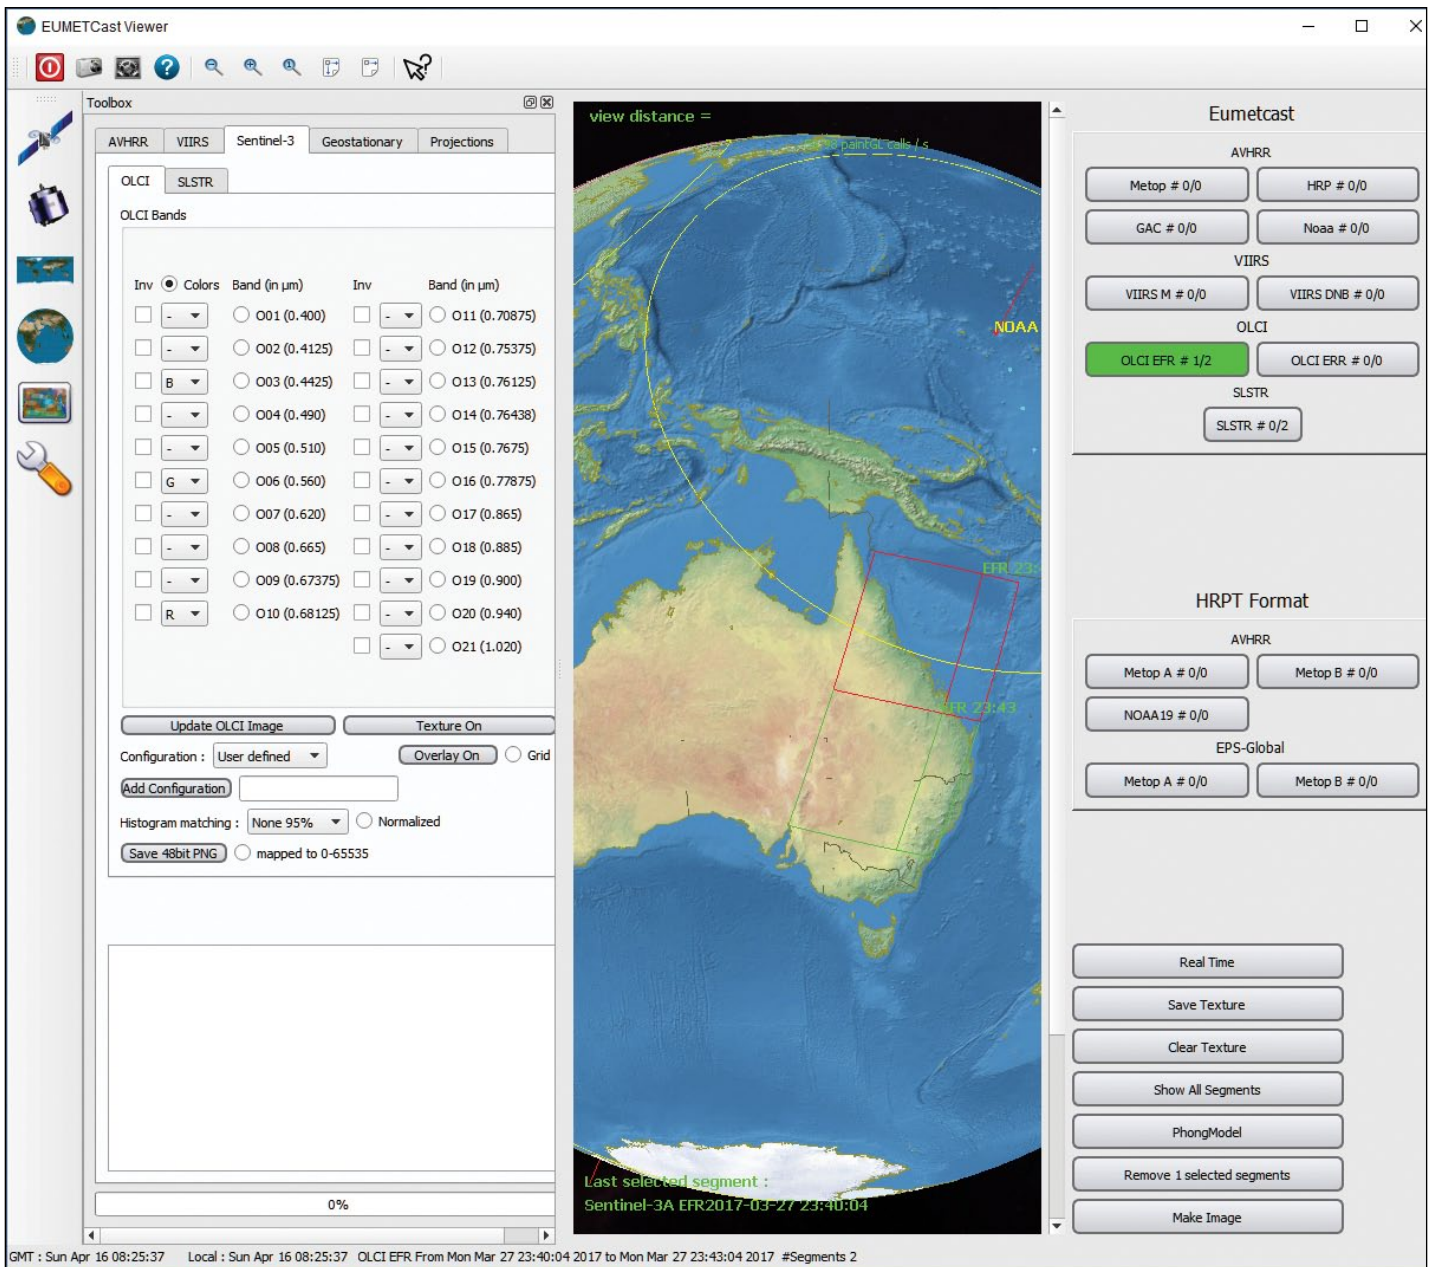 EUMETCast Viewer
Toolbox
AVHRR VIIRS Sentinel-3 Geostationary Projections
OLCI SLSTR
OLCI Bands
Inv Colors Band (in μm) Inv Band (in μm)
- O01 (0.400) - O11 (0.70875)
- O02 (0.4125) - O12 (0.75375)
B O03 (0.4425) - O13 (0.76125)
- O04 (0.490) - O14 (0.76438)
- O05 (0.510) - O15 (0.7675)
G O06 (0.560) - O16 (0.77875)
- O07 (0.620) - O17 (0.865)
- O08 (0.665) - O18 (0.885)
- O09 (0.67375) - O19 (0.900)
R O10 (0.68125) - O20 (0.940)
- O21 (1.020)
Update OLCI Image Texture On
Configuration : User defined Overlay On Grid
Add Configuration
Histogram matching : None 95% Normalized
Save 48bit PNG mapped to 0-65535
0%
view distance =
paintGL calls / s
NOAA
EFR 23:4
EFR 23:43
Last selected segment :
Sentinel-3A EFR2017-03-27 23:40:04
Eumetcast
AVHRR
Metop # 0/0 HRP # 0/0
GAC # 0/0 Noaa # 0/0
VIIRS
VIIRS M # 0/0 VIIRS DNB # 0/0
OLCI
OLCI EFR # 1/2 OLCI ERR # 0/0
SLSTR
SLSTR # 0/2
HRPT Format
AVHRR
Metop A # 0/0 Metop B # 0/0
NOAA19 # 0/0
EPS-Global
Metop A # 0/0 Metop B # 0/0
Real Time
Save Texture
Clear Texture
Show All Segments
PhongModel
Remove 1 selected segments
Make Image
GMT : Sun Apr 16 08:25:37 Local : Sun Apr 16 08:25:37 OLCI EFR From Mon Mar 27 23:40:04 2017 to Mon Mar 27 23:43:04 2017 #Segments 2